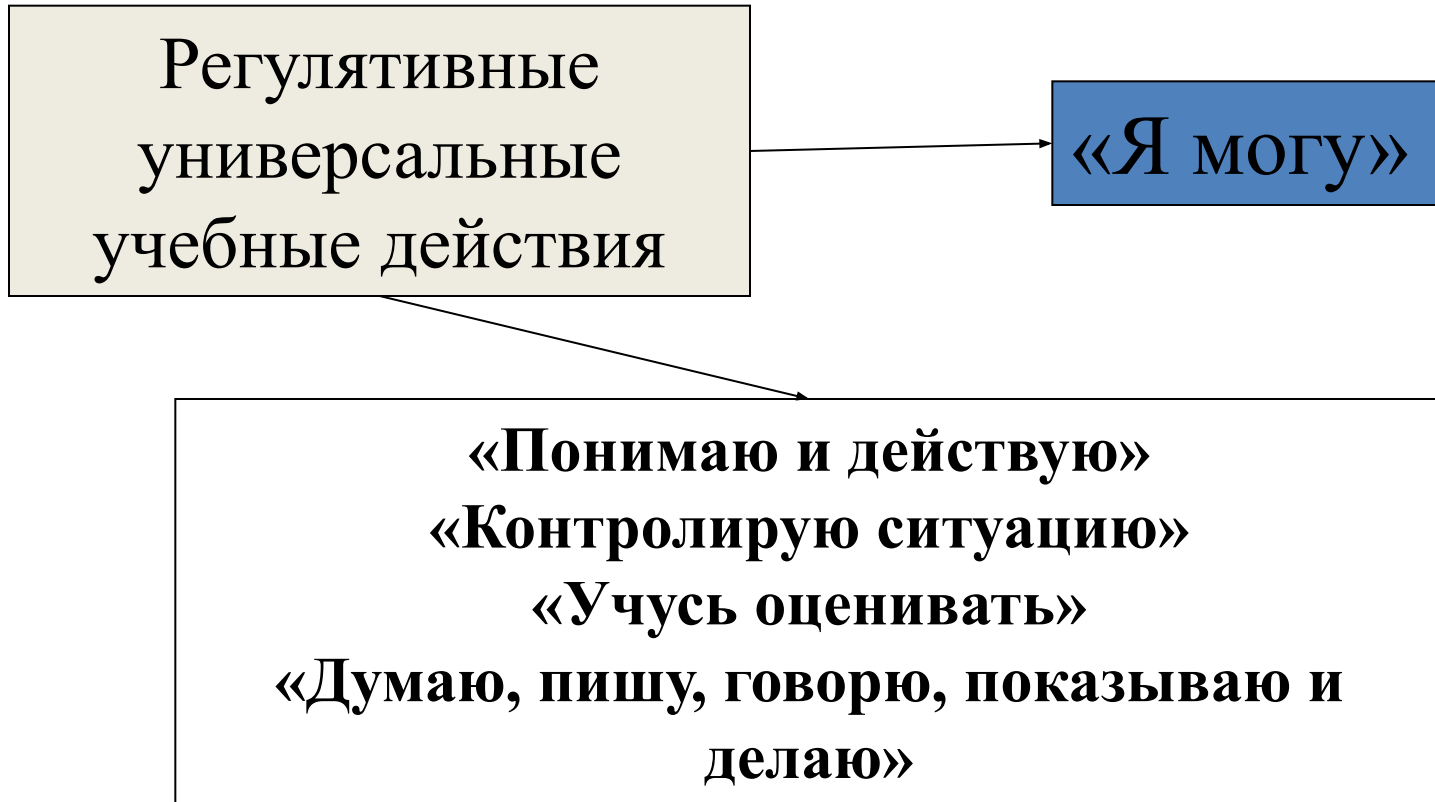 Регулятивные
универсальные
учебные действия
«Я могу»
«Понимаю и действую»
«Контролирую ситуацию»
«Учусь оценивать»
«Думаю, пишу, говорю, показываю и
делаю»